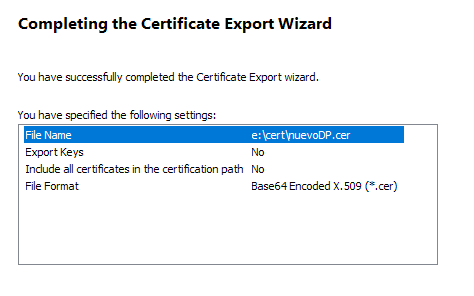 Completing the Certificate Export Wizard
You have successfully completed the Certificate Export wizard.
You have specified the following settings:
File Name e:\cert\nuevoDP.cer
Export Keys No
Include all certificates in the certification path No
File Format Base64 Encoded X.509 (*.cer)